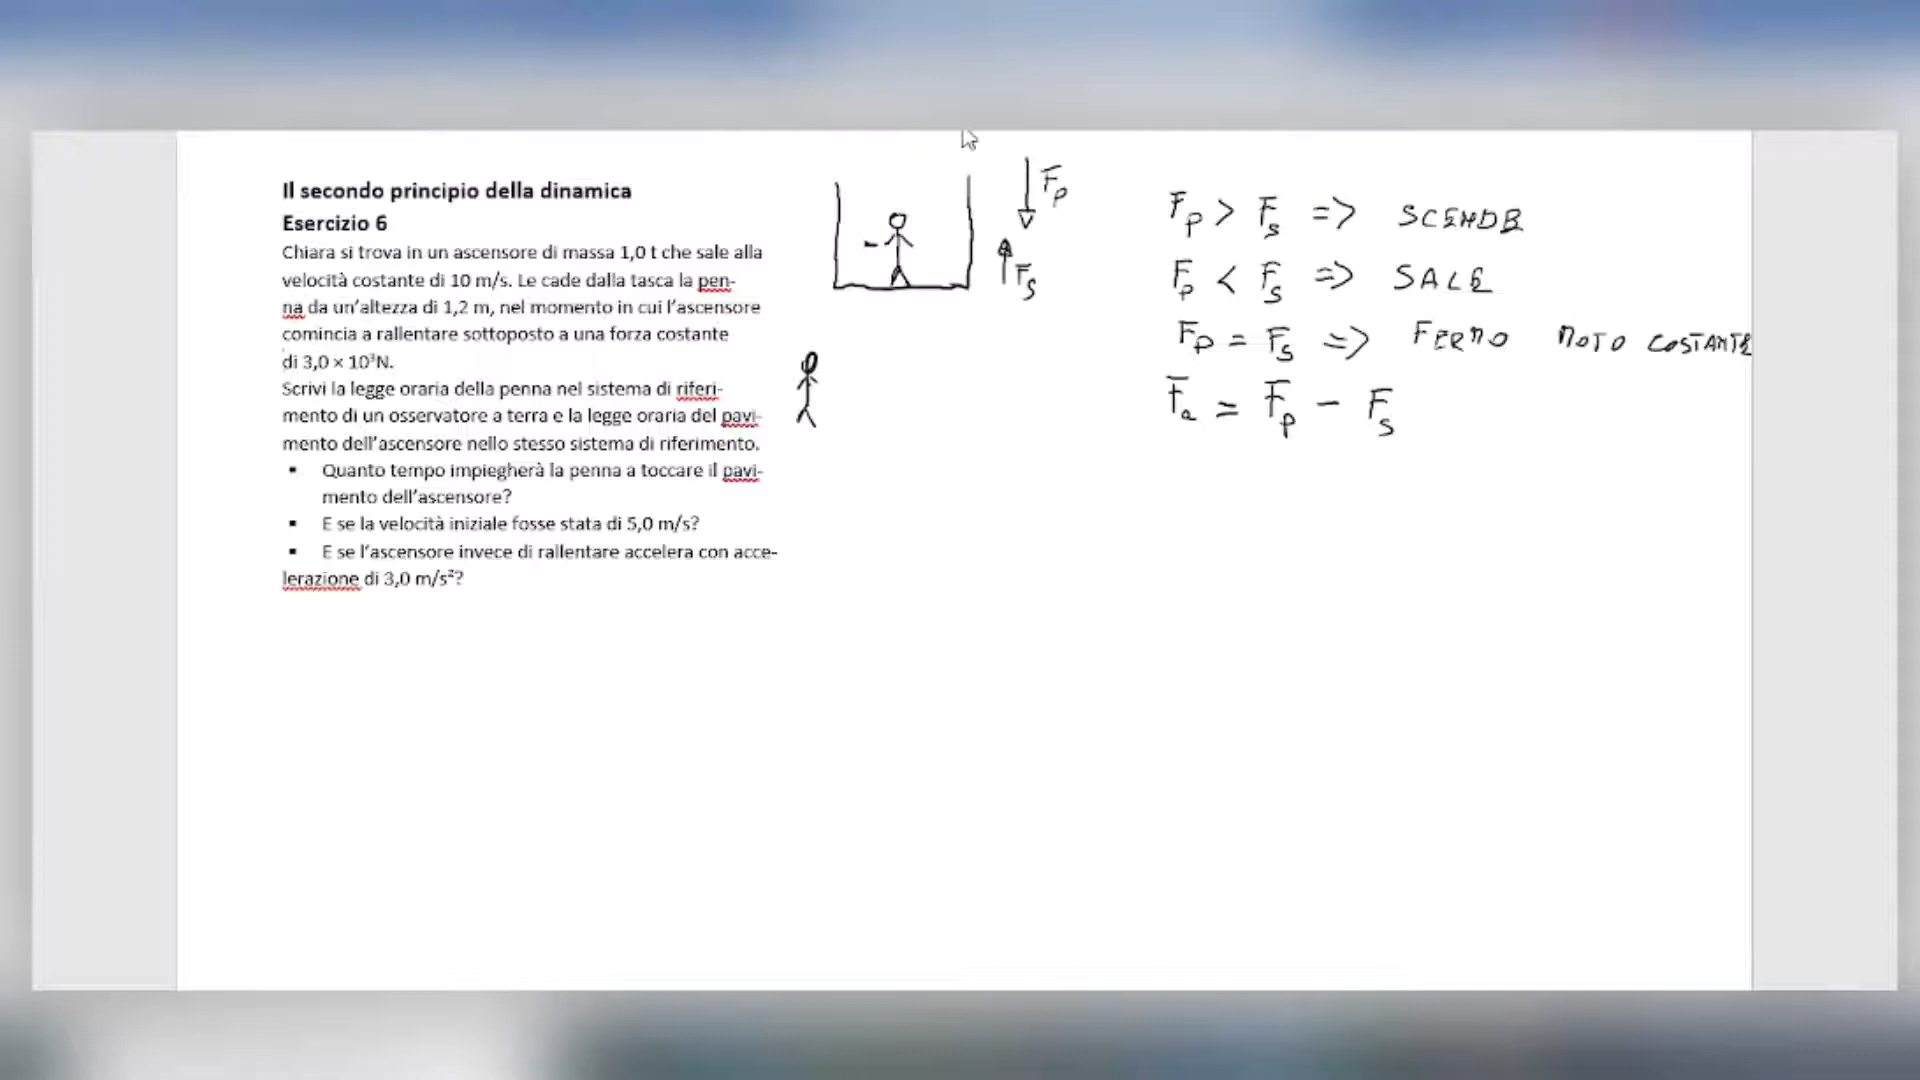 Il secondo principio della dinamica
Esercizio 6
Chiara si trova in un ascensore di massa 1,0 t che sale alla
velocità costante di 10 m/s. Le cade dalla tasca la pen-
na da un'altezza di 1,2 m, nel momento in cui l'ascensore
comincia a rallentare sottoposto a una forza costante
di 3,0 × 10³N.
Scrivi la legge oraria della penna nel sistema di riferi-
mento di un osservatore a terra e la legge oraria del pavi-
mento dell'ascensore nello stesso sistema di riferimento.
▪ Quanto tempo impiegherà la penna a toccare il pavi-
mento dell'ascensore?
▪ E se la velocità iniziale fosse stata di 5,0 m/s?
▪ E se l'ascensore invece di rallentare accelera con acce-
lerazione di 3,0 m/s²?
Fp
Fs
Fp > Fs => SCENDE
Fp < Fs => SALE
Fp = Fs => FERMO MOTO COSTANTE
Fa = Fp - Fs